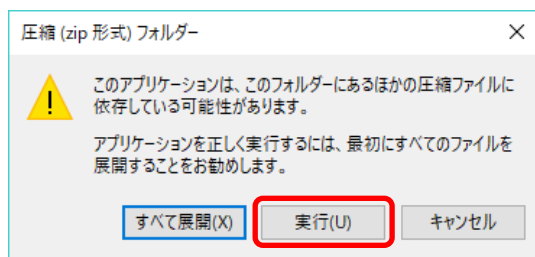 圧縮 (zip 形式) フォルダー
このアプリケーションは、このフォルダーにあるほかの圧縮ファイルに
依存している可能性があります。
アプリケーションを正しく実行するには、最初にすべてのファイルを
展開することをお勧めします。
すべて展開(X) 実行(U) キャンセル